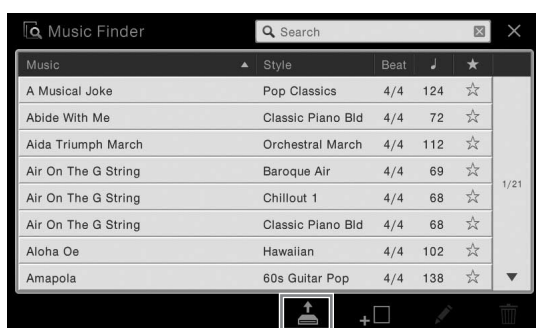 Music Finder Search
Music Style Beat ★
A Musical Joke Pop Classics 4/4 124 ☆
Abide With Me Classic Piano Bld 4/4 72 ☆
Aida Triumph March Orchestral March 4/4 112 ☆
Air On The G String Baroque Air 4/4 69 ☆
Air On The G String Chillout 1 4/4 68 ☆
Air On The G String Classic Piano Bld 4/4 68 ☆
Aloha Oe Hawaiian 4/4 102 ☆
Amapola 60s Guitar Pop 4/4 138 ☆
1/21